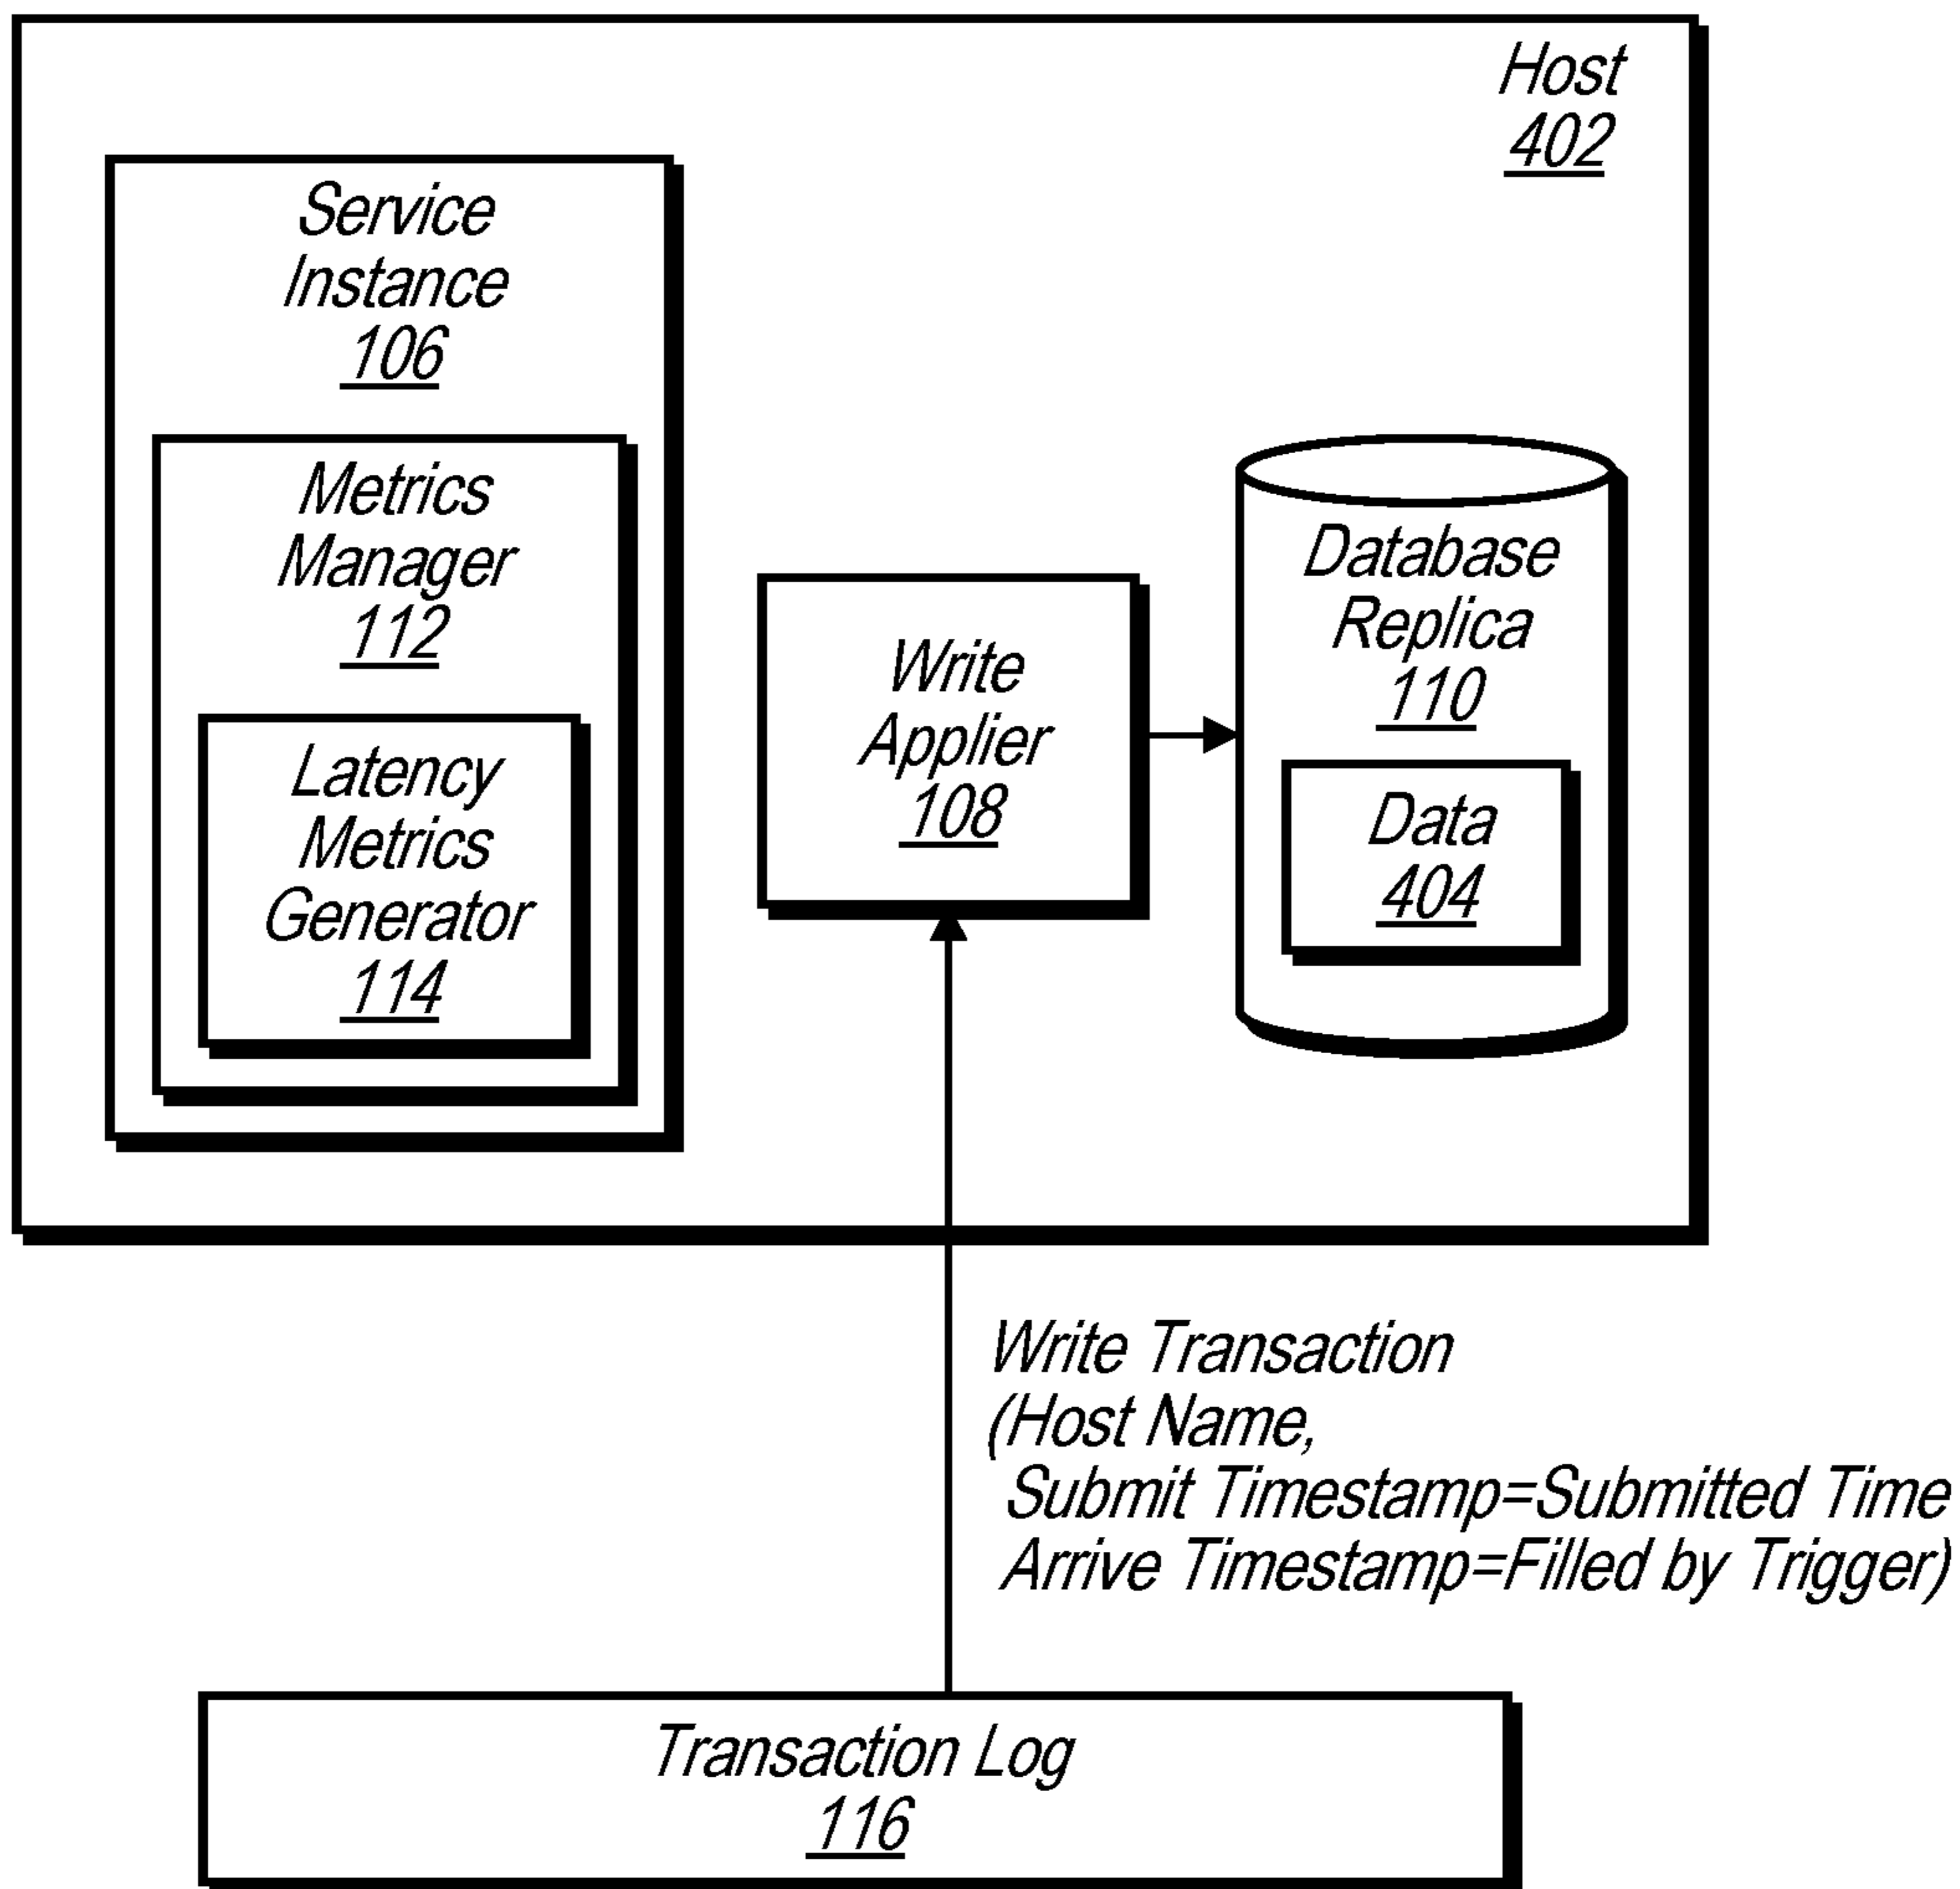 Host
402
Service
Instance
106
Metrics
Manager
112
Latency
Metrics
Generator
114
Write
Applier
108
Database
Replica
110
Data
404
Write Transaction
(Host Name,
Submit Timestamp=Submitted Time
Arrive Timestamp=Filled by Trigger)
Transaction Log
116